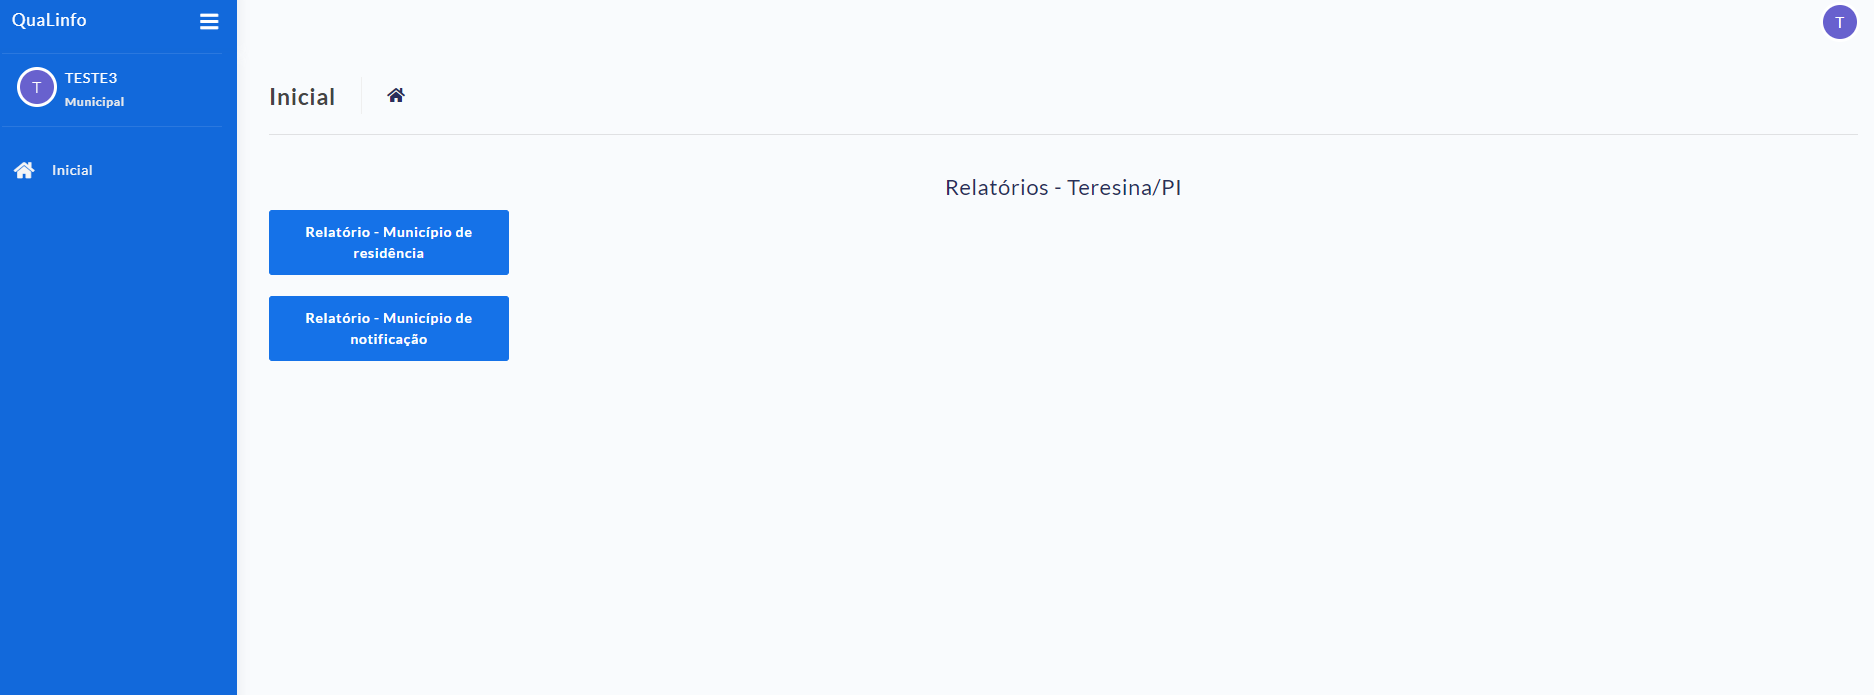 QuaLinfo
T
T
TESTE3
Municipal
Inicial
Inicial
Relatórios - Teresina/PI
Relatório - Município de
residência
Relatório - Município de
notificação